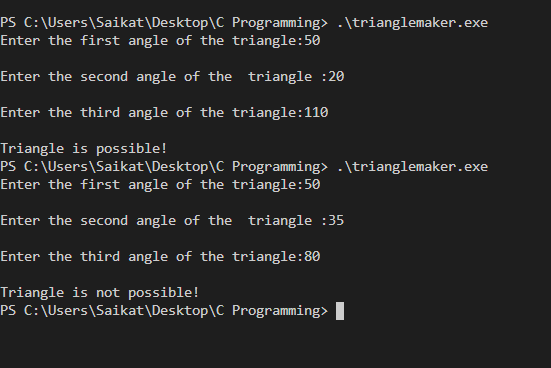 PS C:\Users\Saikat\Desktop\C Programming> .\trianglemaker.exe
Enter the first angle of the triangle:50
Enter the second angle of the  triangle :20
Enter the third angle of the triangle:110
Triangle is possible!
PS C:\Users\Saikat\Desktop\C Programming> .\trianglemaker.exe
Enter the first angle of the triangle:50
Enter the second angle of the  triangle :35
Enter the third angle of the triangle:80
Triangle is not possible!
PS C:\Users\Saikat\Desktop\C Programming>